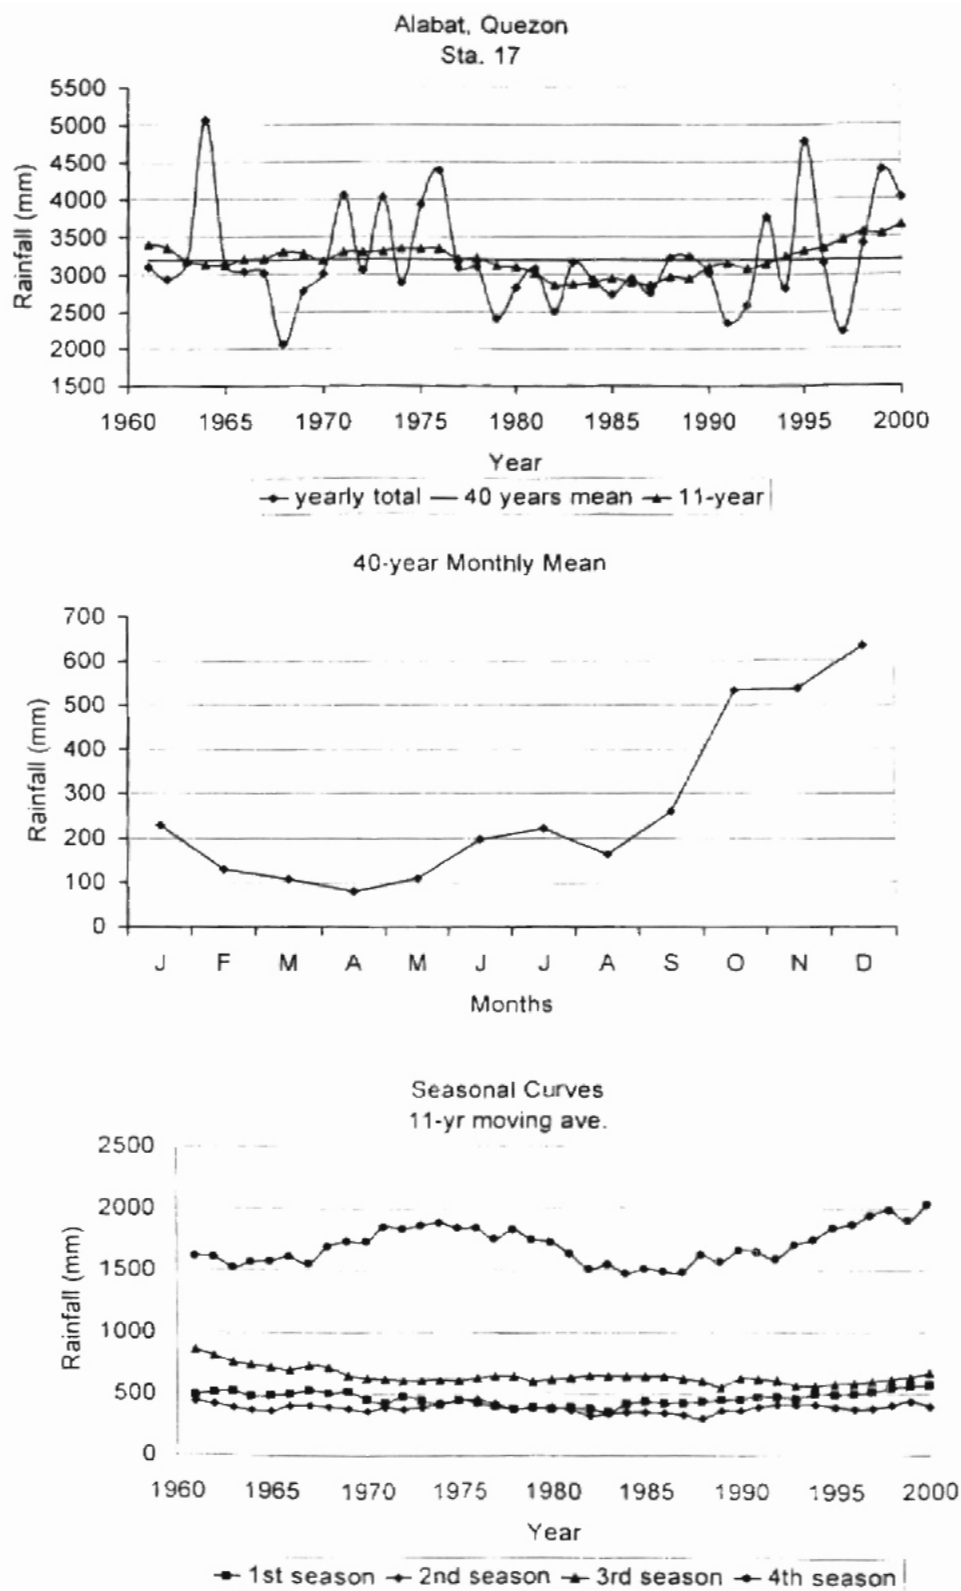 Alabat, Quezon
Sta. 17
5500
5000
4500
4000
3500
3000
2500
2000
1500
Rainfall (mm)
1960 1965 1970 1975 1980 1985 1990 1995 2000
Year
yearly total 40 years mean 11-year
40-year Monthly Mean
700
600
500
400
300
200
100
0
Rainfall (mm)
J F M A M J J A S O N D
Months
Seasonal Curves
11-yr moving ave.
2500
2000
1500
1000
500
0
Rainfall (mm)
1960 1965 1970 1975 1980 1985 1990 1995 2000
Year
1st season 2nd season 3rd season 4th season